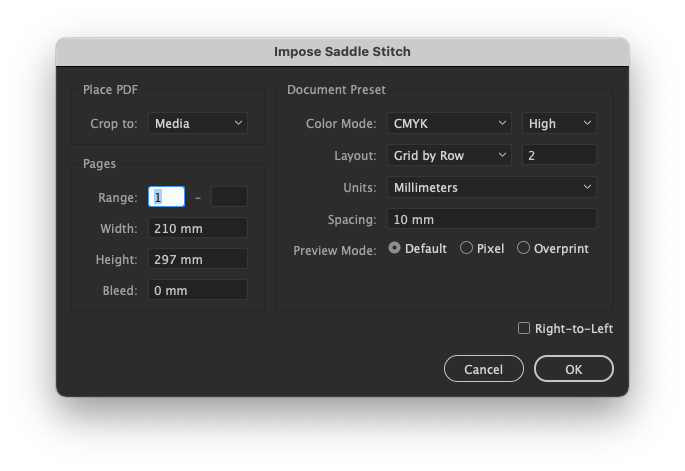 Impose Saddle Stitch
Place PDF
Crop to: Media
Pages
Range: 1 –
Width: 210 mm
Height: 297 mm
Bleed: 0 mm
Document Preset
Color Mode: CMYK High
Layout: Grid by Row 2
Units: Millimeters
Spacing: 10 mm
Preview Mode: Default Pixel Overprint
Right-to-Left
Cancel OK